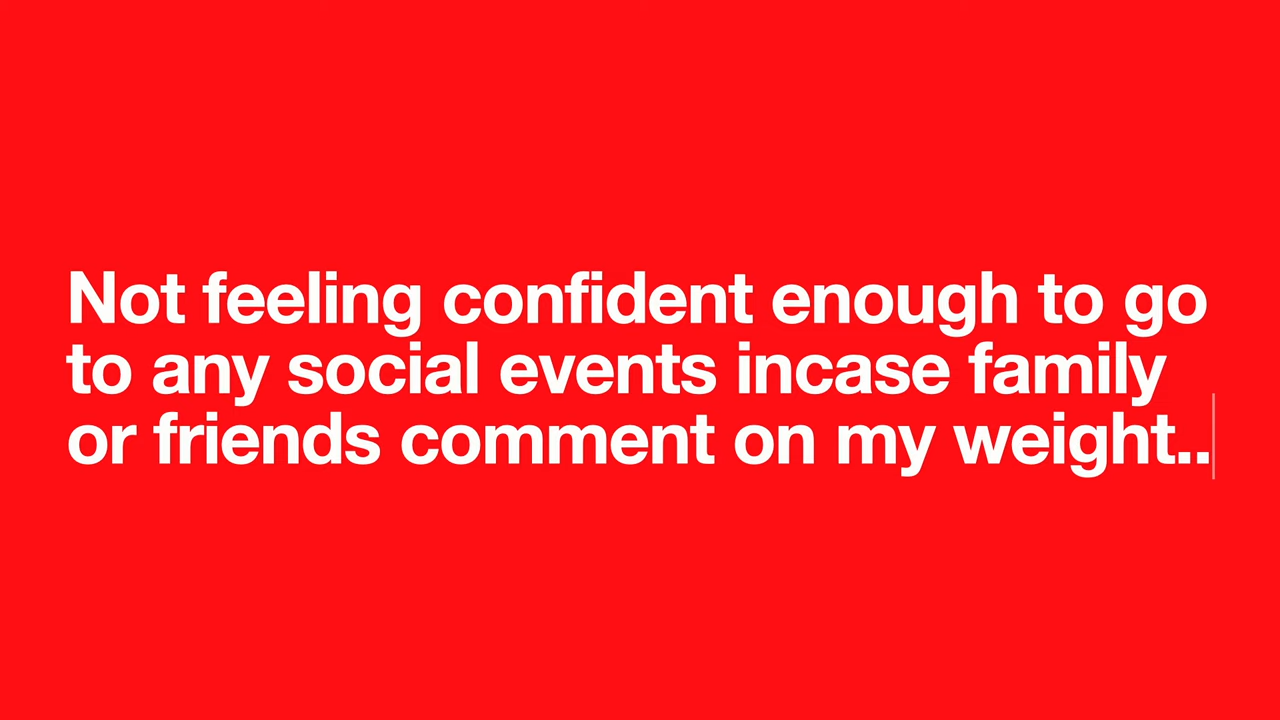 Not feeling confident enough to go
to any social events incase family
or friends comment on my weight..